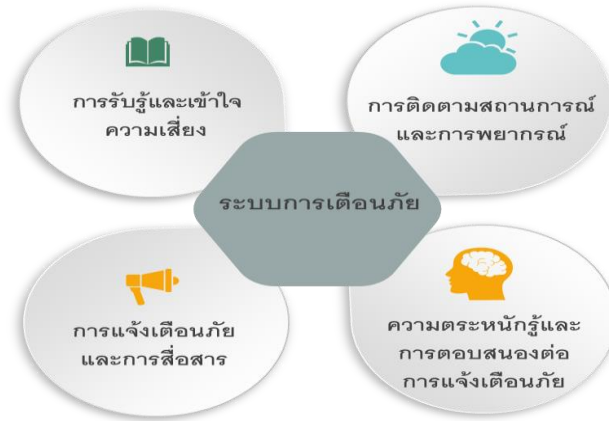 การรับรู้และเข้าใจ
ความเสี่ยง
การติดตามสถานการณ์
และการพยากรณ์
ระบบการเตือนภัย
การแจ้งเตือนภัย
และการสื่อสาร
ความตระหนักรู้และ
การตอบสนองต่อ
การแจ้งเตือนภัย